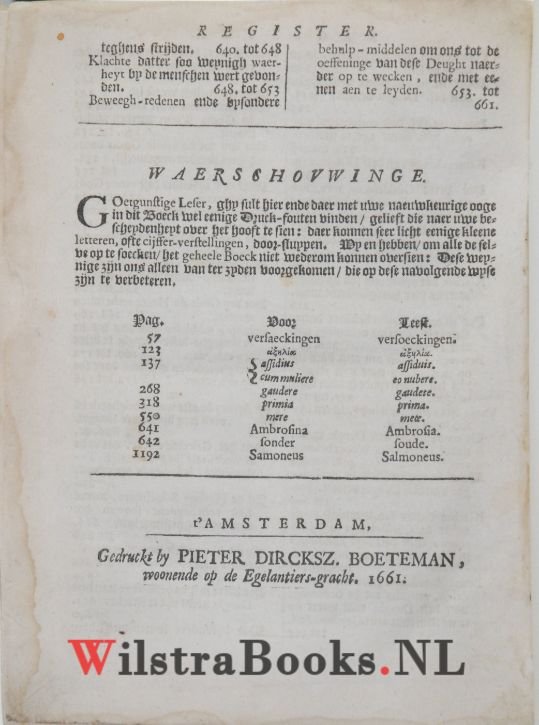 REGISTER.
teghens strijden. 640. tot 648
Klachte datter soo weynigh waer-
heyt by de menschen wert gevon-
den. 648. tot 653
Beweegh-redenen ende bysondere
behulp-middelen om ons tot de
oeffeninge van dese Deught naer-
der op te wecken, ende met ee-
nen aen te leyden. 653. tot
661.
WAERSCHOUWINGE.
GOetgunstige Leser, ghy sult hier ende daer met uwe naeuwkeurige ooge
in dit Boeck wel eenige Druck-fouten vinden/ gelieft die naer uwe be-
scheydenheyt over het hooft te sien: daer konnen seer licht eenige kleene
letteren, ofte cijffer-verstellingen, door-sluppen. Wy en hebben/ om alle de sel-
ve op te soecken/ het geheele Boeck niet wederom konnen oversien: Dese wey-
nige zijn ons alleen van ter zyden voorgekomen/ die op dese navolgende wyse
zijn te verbeteren.
Pag. Voor Leest.
57 versaeckingen versoeckingen.
123
137 assidius assiduis.
cum muliere eo nubere.
268 gaudere gaudete.
318 primia prima.
550 mere mete.
641 Ambrosina Ambrosia.
642 sonder soude.
1192 Samoneus Salmoneus.
t'AMSTERDAM,
Gedruckt by PIETER DIRCKSZ. BOETEMAN,
woonende op de Egelantiers-gracht. 1661.
WilstraBooks.NL